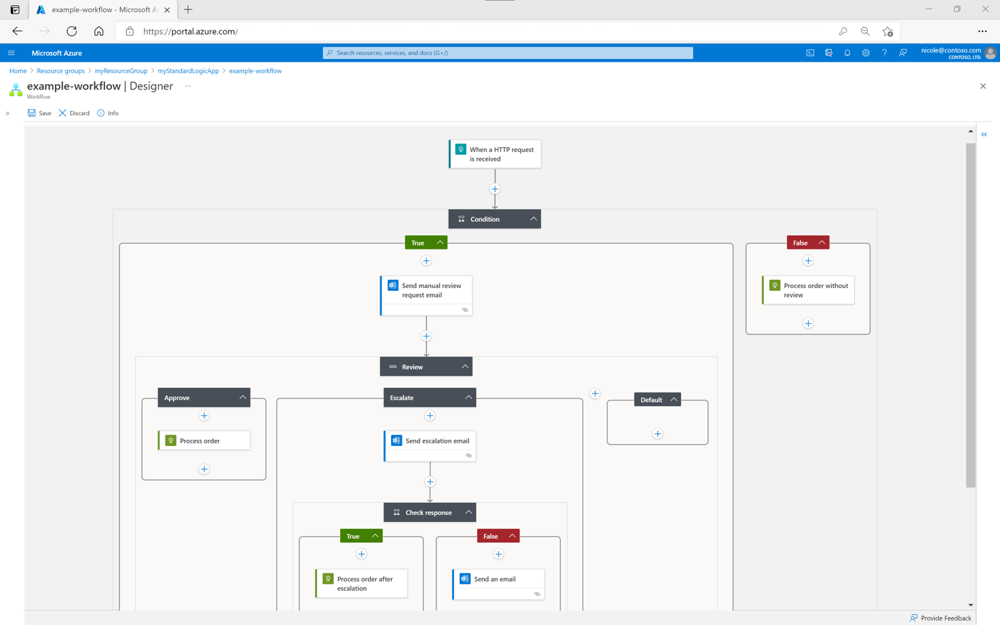 example-workflow - Microsoft A
https://portal.azure.com/
Microsoft Azure
Search resources, services, and docs (G+/)
nicole@contoso.com
CONTOSO, LTD.
Home > Resource groups > myResourceGroup > myStandardLogicApp > example-workflow
example-workflow | Designer ...
Workflow
Save Discard Info
When a HTTP request
is received
Condition
True
False
Send manual review
request email
Process order without
review
Review
Approve
Escalate
Default
Process order
Send escalation email
Check response
True
False
Process order after
escalation
Send an email
Provide Feedback